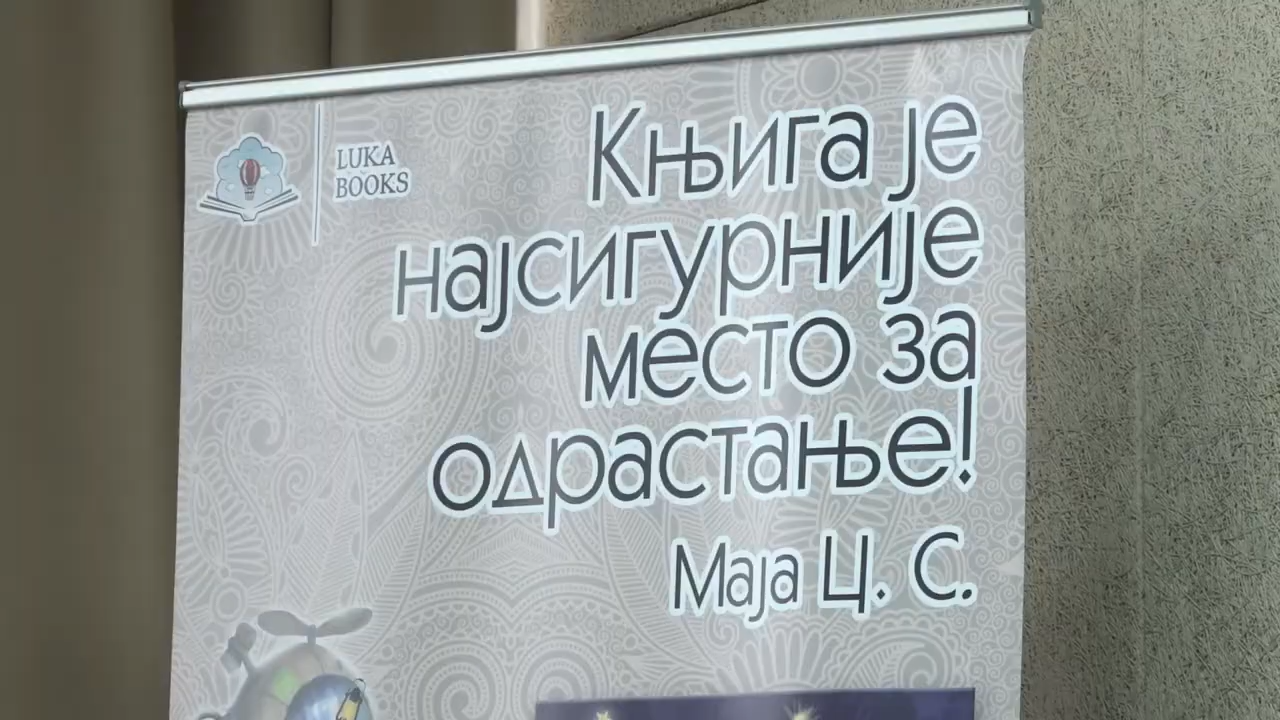 LUKA
BOOKS
Књига је
најсигурније
место за
одрастање!
Маја Ц. С.